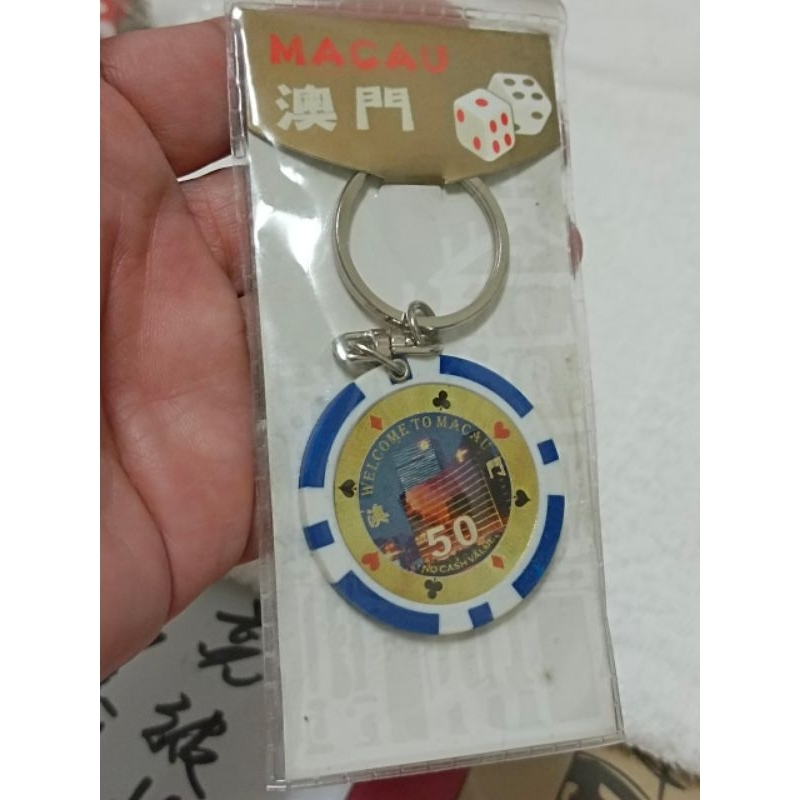 MACAU
澳門
WELCOME TO MACAU
50
NO CASH VALUE